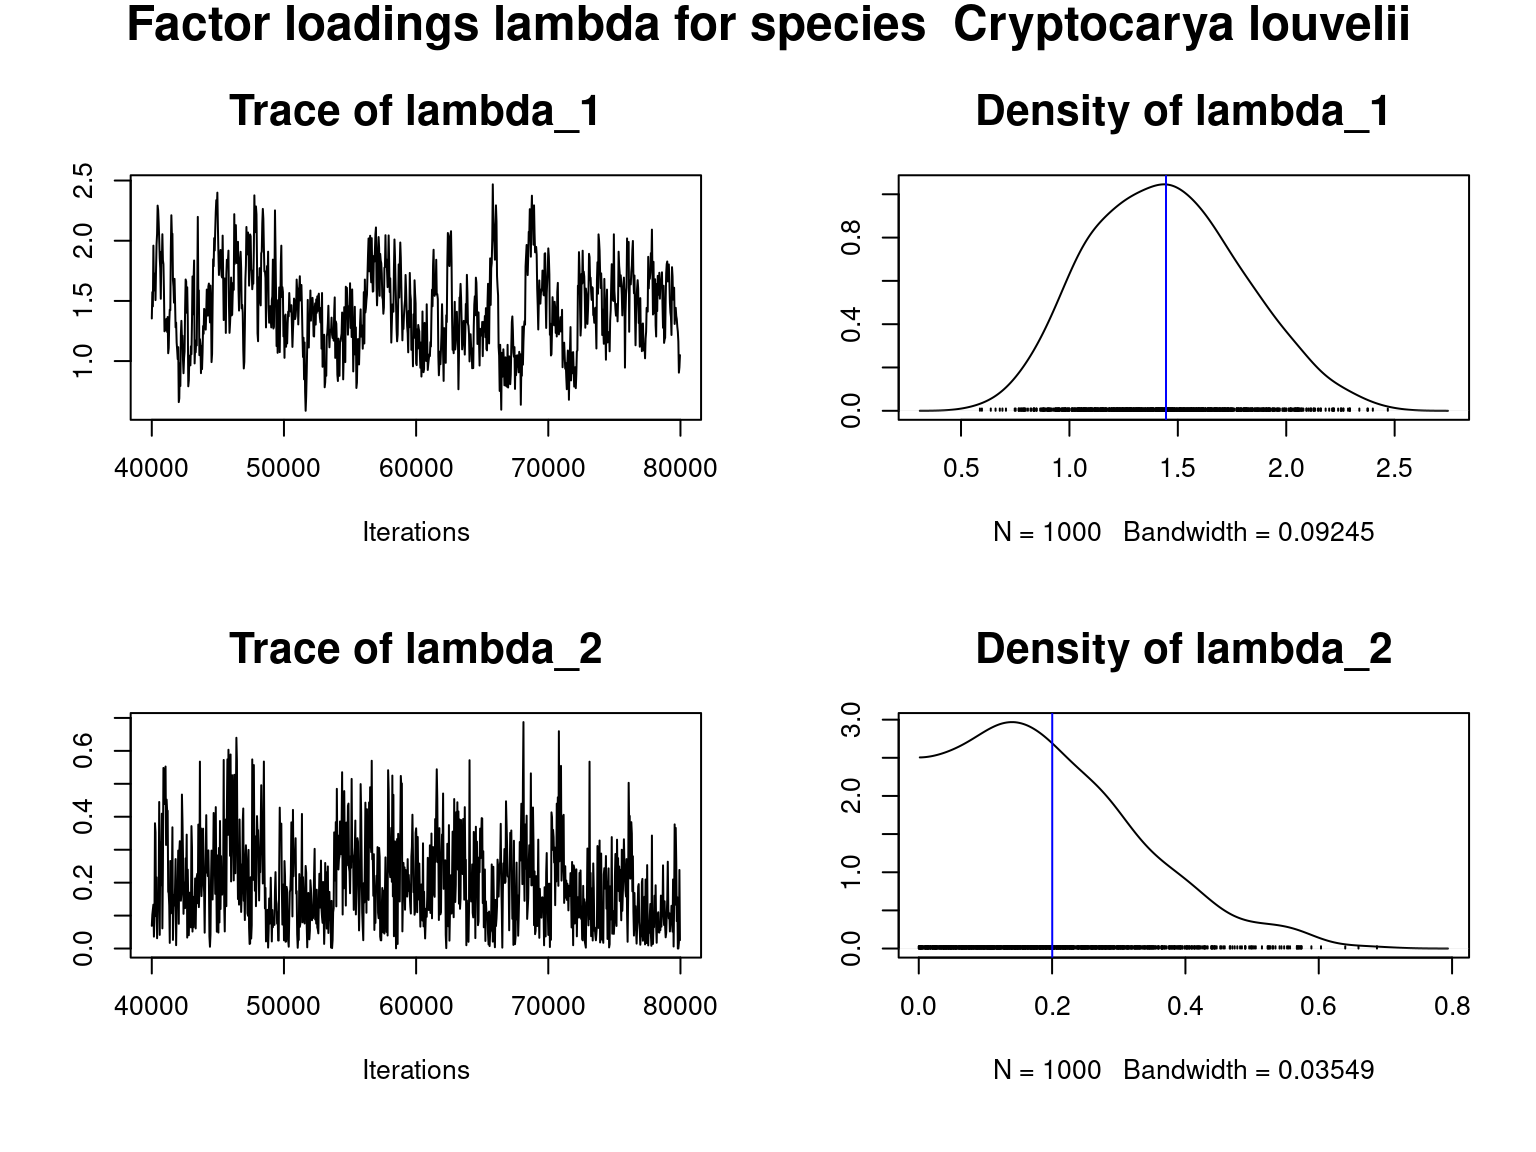 Factor loadings lambda for species  Cryptocarya louvelii
Trace of lambda_1
2.5
2.0
1.5
1.0
40000 50000 60000 70000 80000
Iterations
Density of lambda_1
0.8
0.4
0.0
0.5 1.0 1.5 2.0 2.5
N = 1000   Bandwidth = 0.09245
Trace of lambda_2
0.6
0.4
0.2
0.0
40000 50000 60000 70000 80000
Iterations
Density of lambda_2
3.0
2.0
1.0
0.0
0.0 0.2 0.4 0.6 0.8
N = 1000   Bandwidth = 0.03549